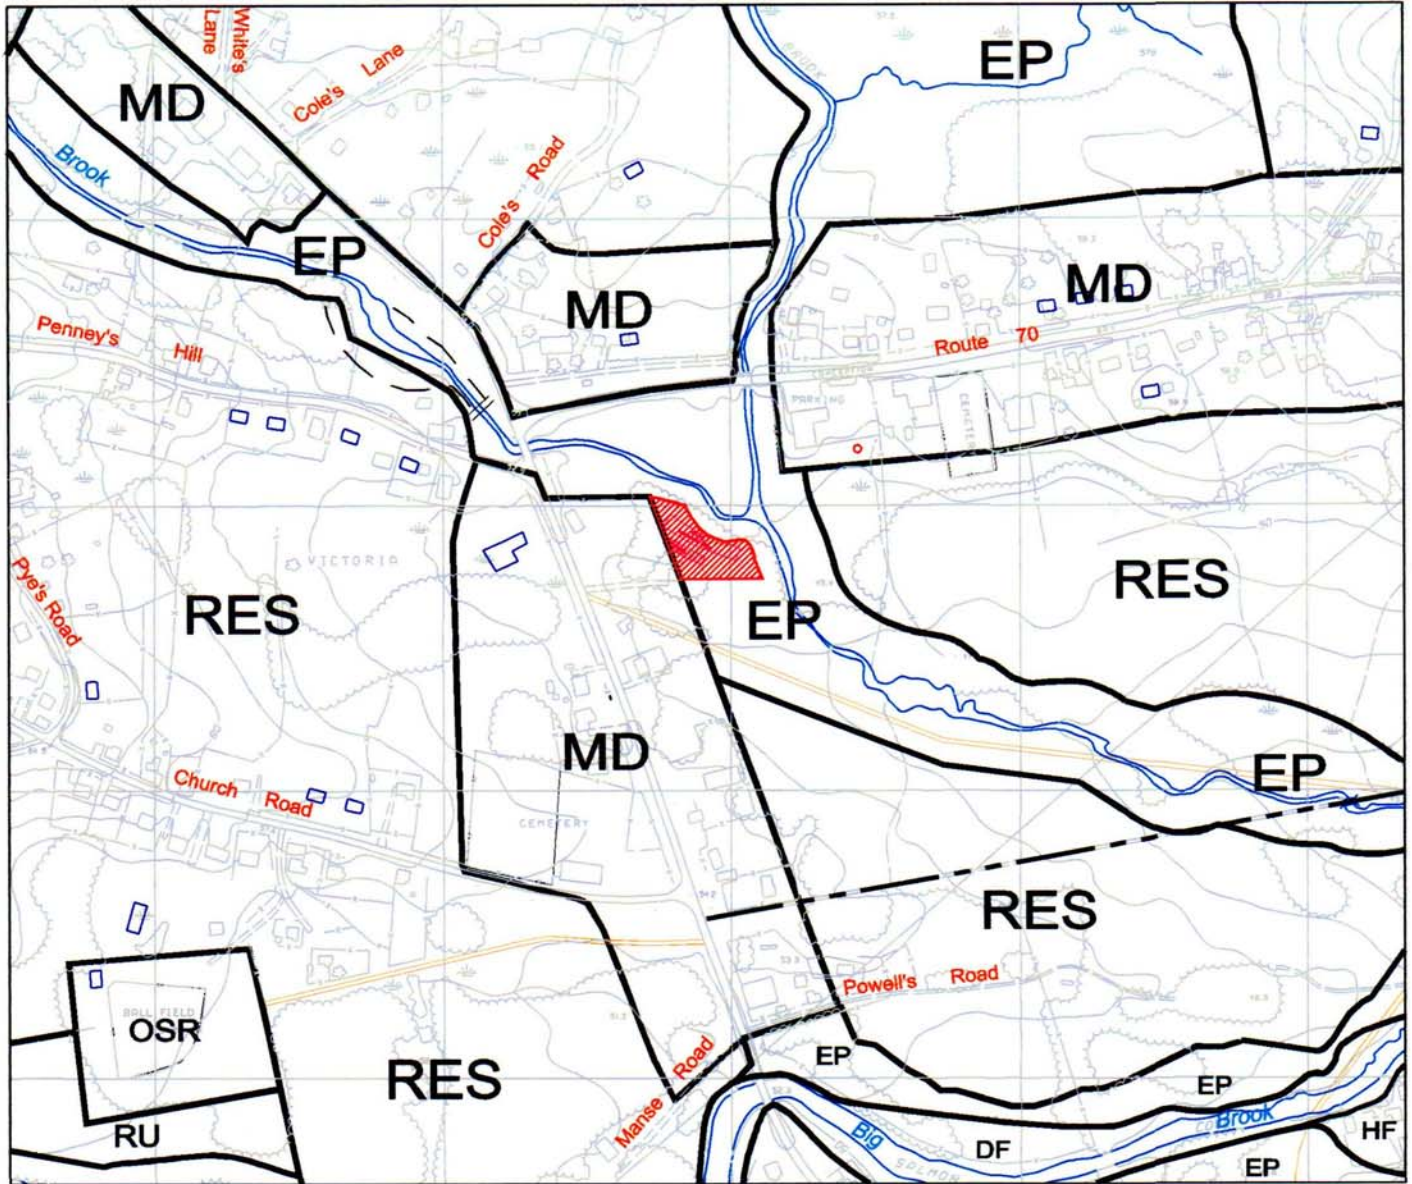 White's
Lane
Cole's Lane
EP
MD
BROOK
Brook
Cole's Road
EP
MD
MD
Penney's Hill
Route 70
PARKING
CEMETERY
VICTORIA
RES
RES
Pye's Road
EP
MD
EP
Church Road
CEMETERY
RES
Powell's Road
BALL FIELD
OSR
RES
EP
Manse Road
EP
RU
Big
Brook
HF
DF
SALMON
EP